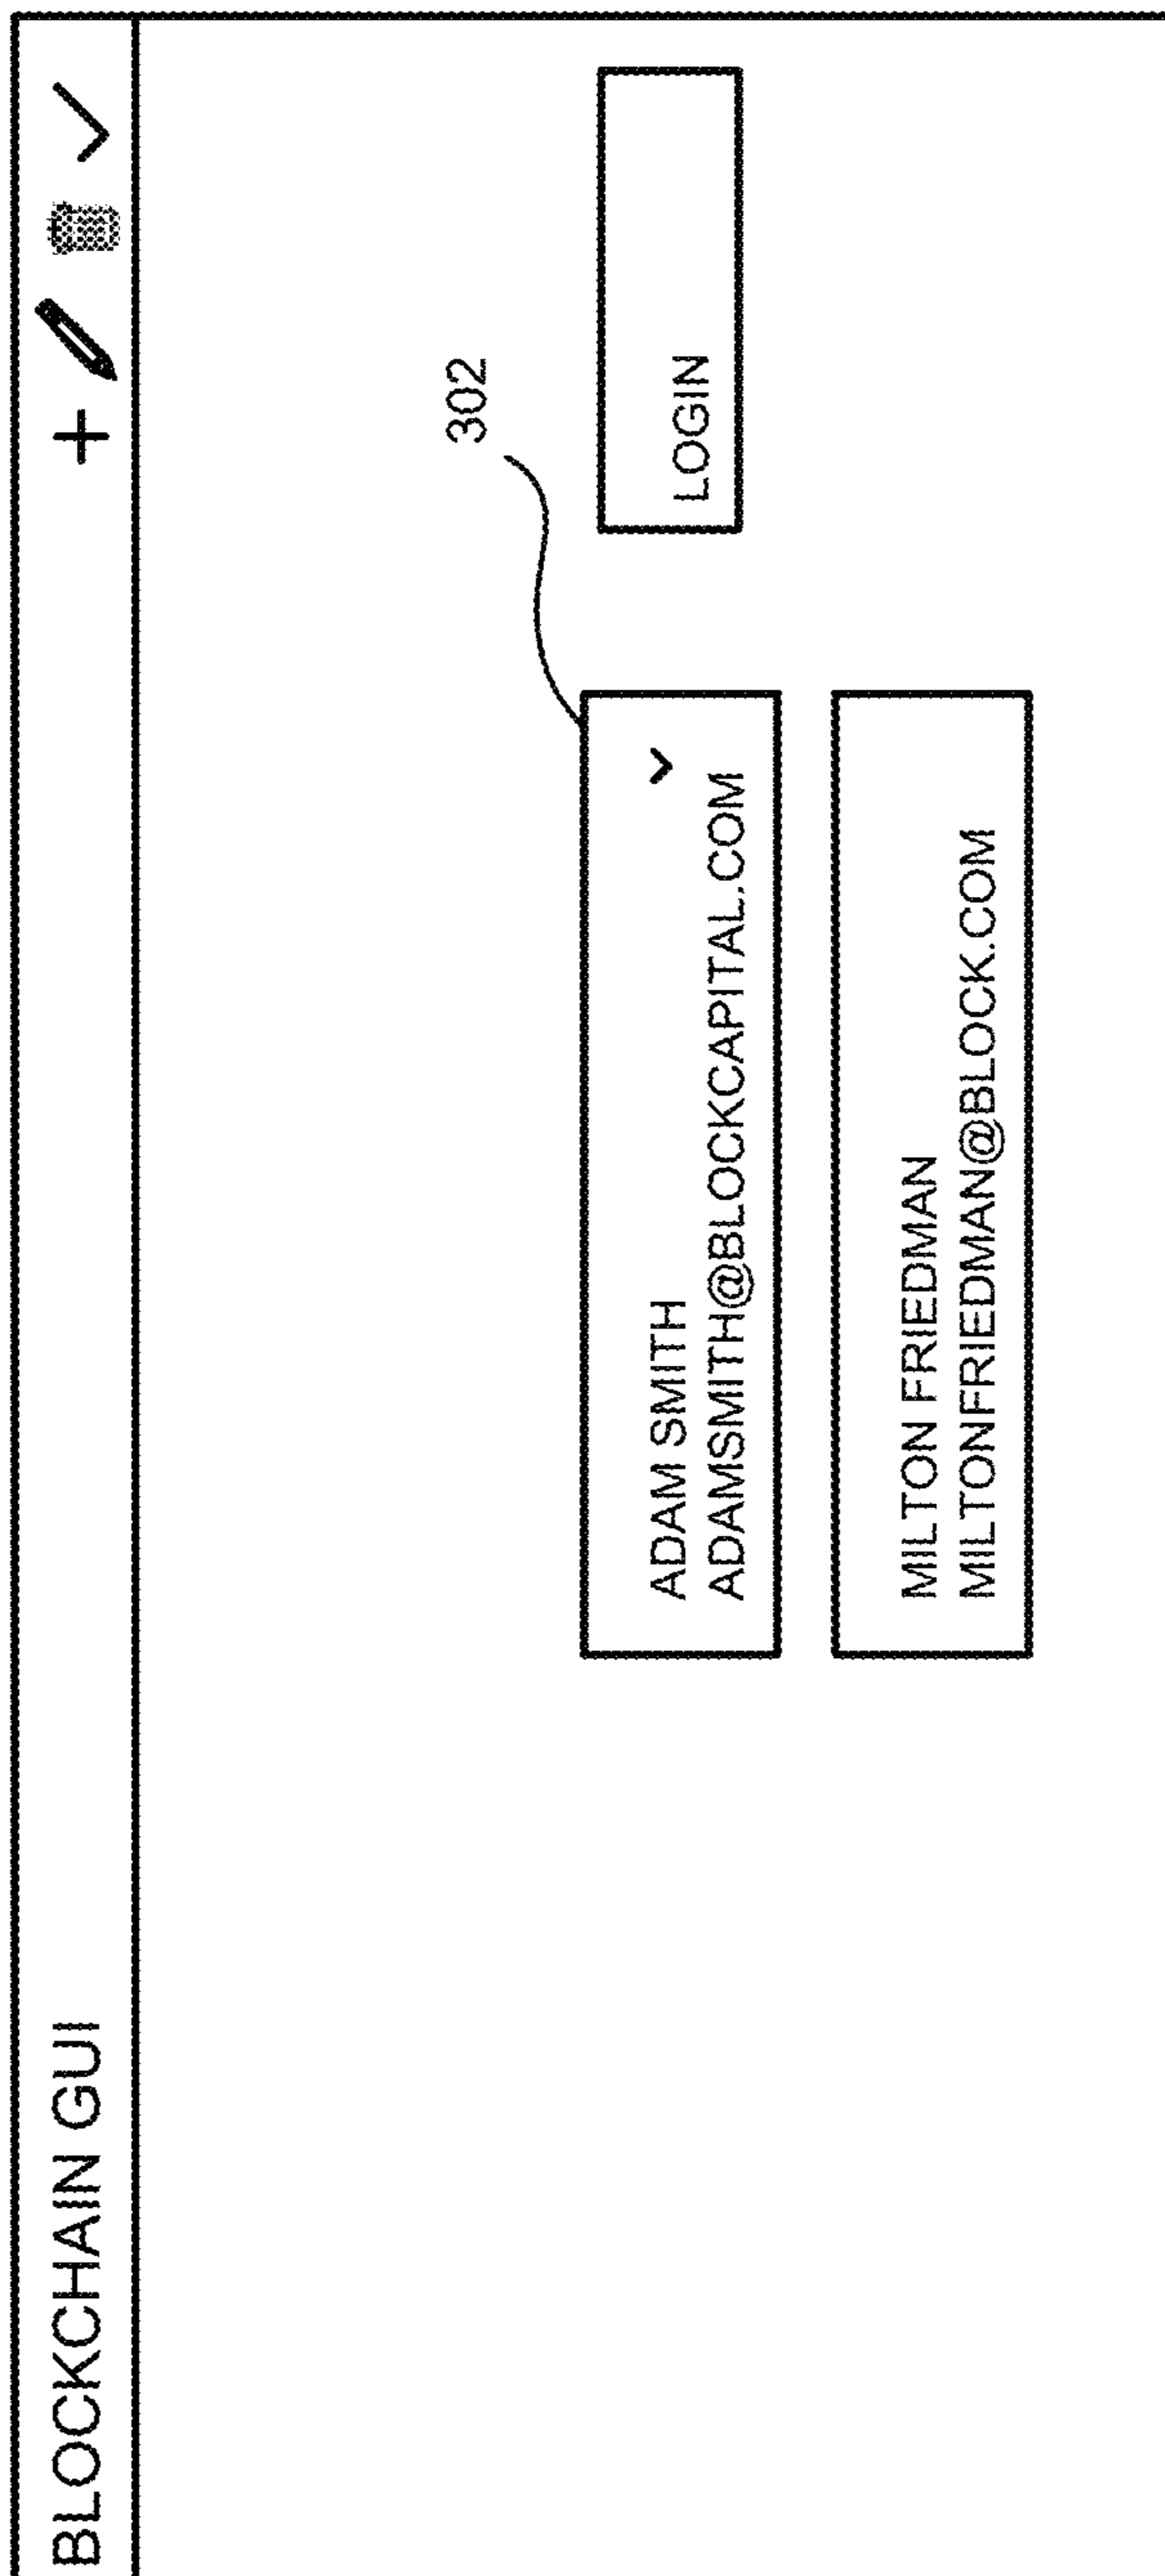 BLOCKCHAIN GUI
302
ADAM SMITH
ADAMSMITH@BLOCKCAPITAL.COM
LOGIN
MILTON FRIEDMAN
MILTONFRIEDMAN@BLOCK.COM